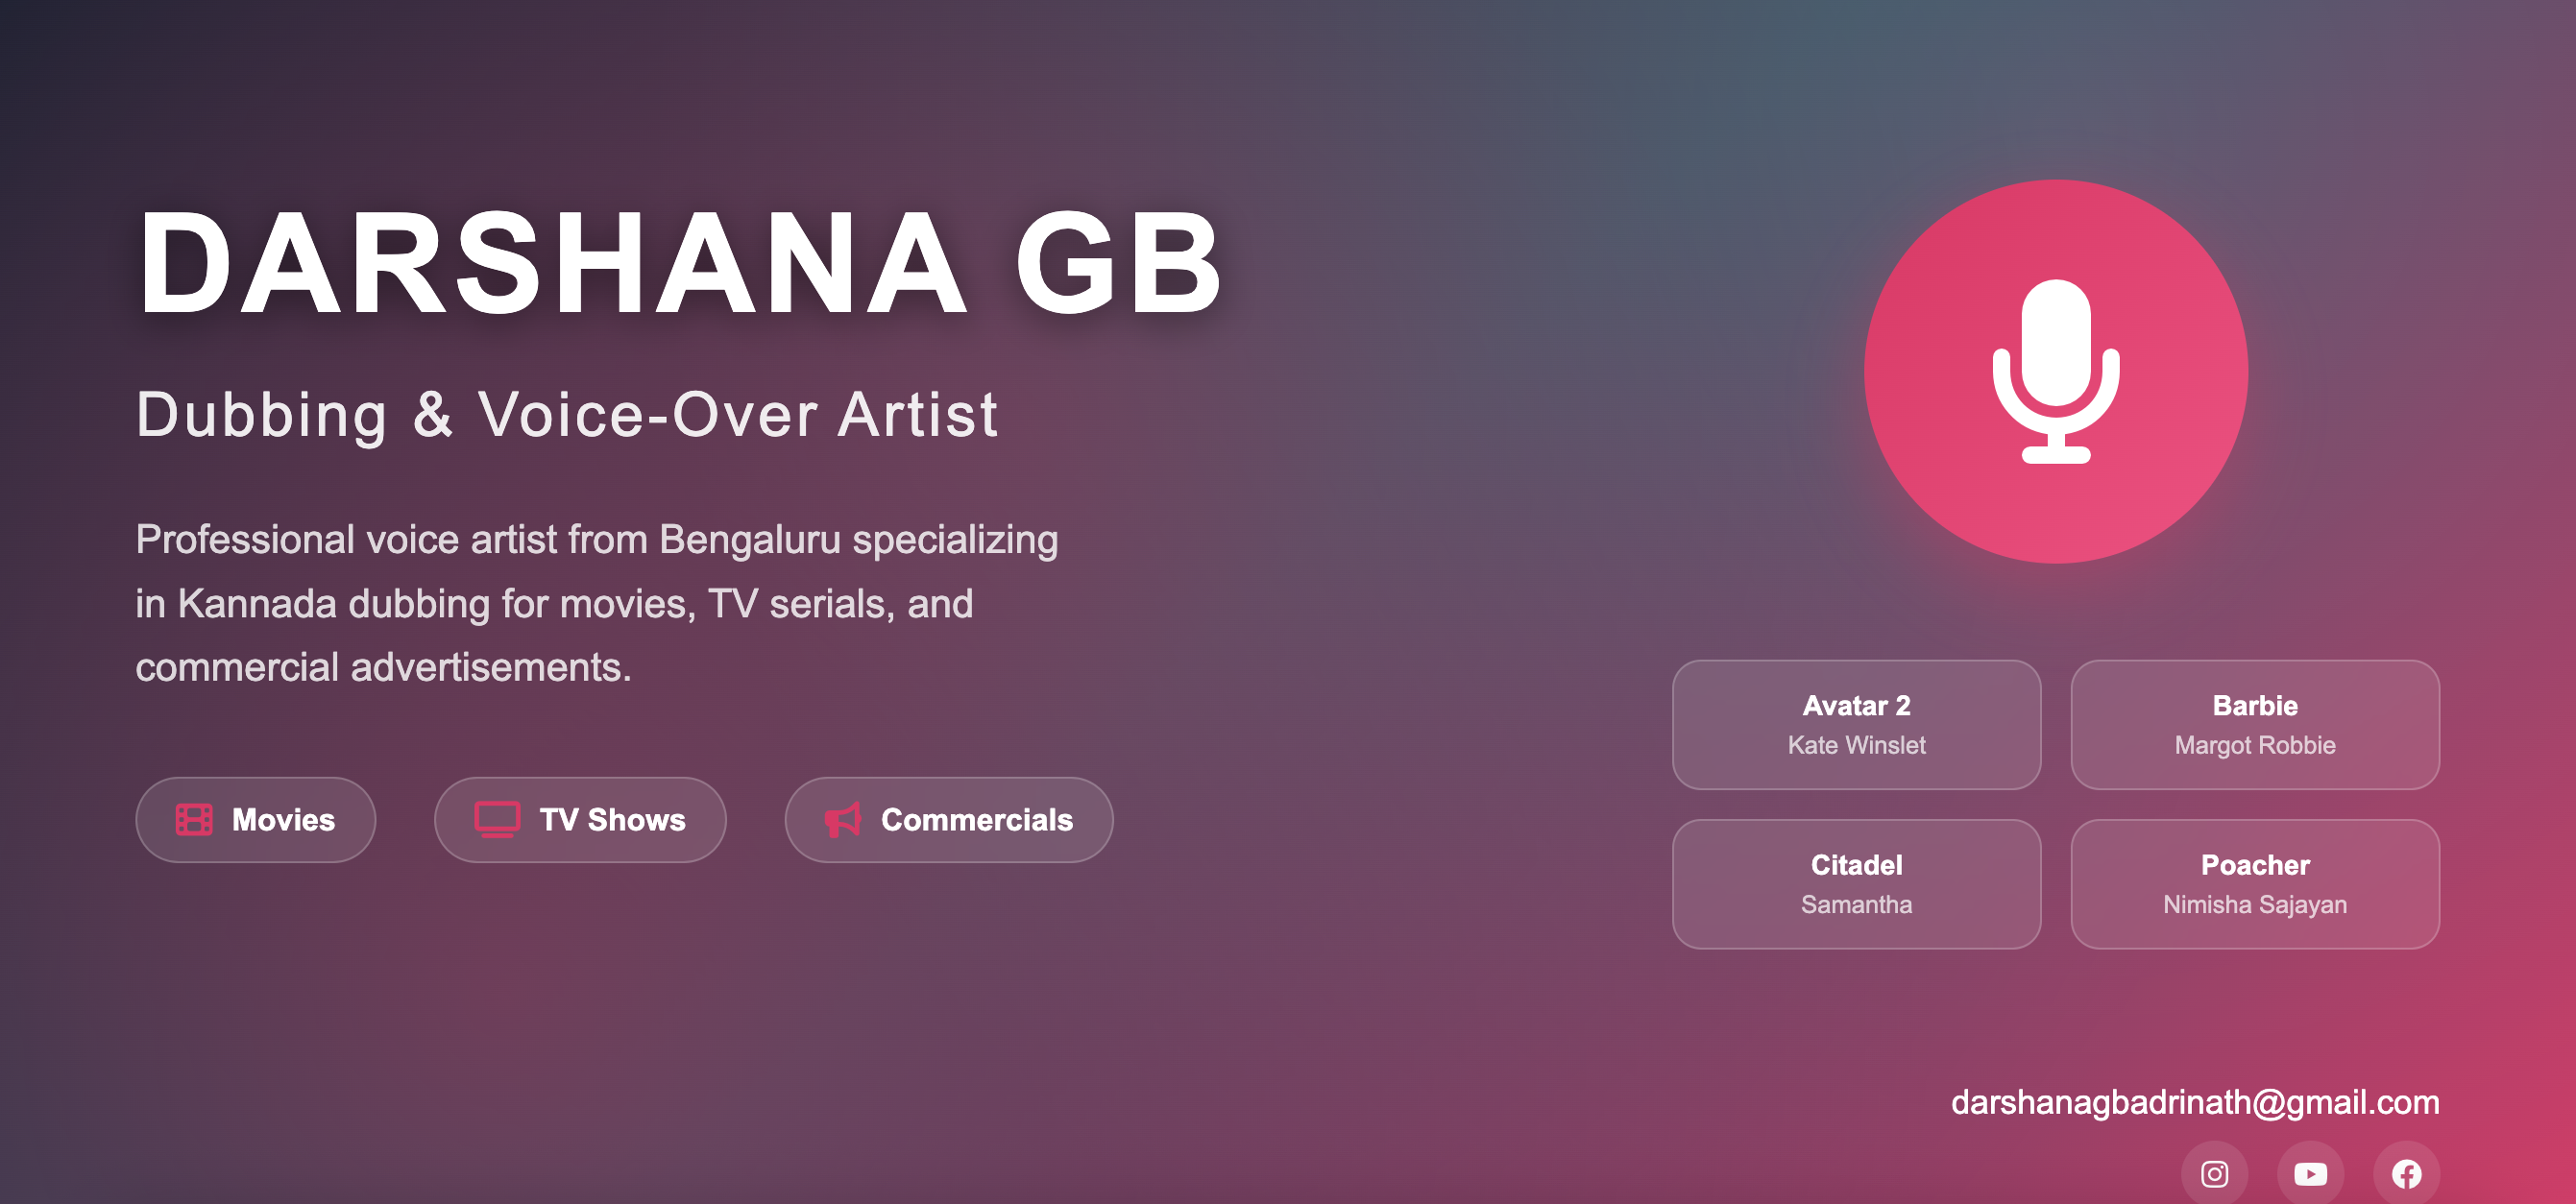 DARSHANA GB
Dubbing & Voice-Over Artist
Professional voice artist from Bengaluru specializing
in Kannada dubbing for movies, TV serials, and
commercial advertisements.
Movies
TV Shows
Commercials
Avatar 2
Kate Winslet
Barbie
Margot Robbie
Citadel
Samantha
Poacher
Nimisha Sajayan
darshanagbadrinath@gmail.com